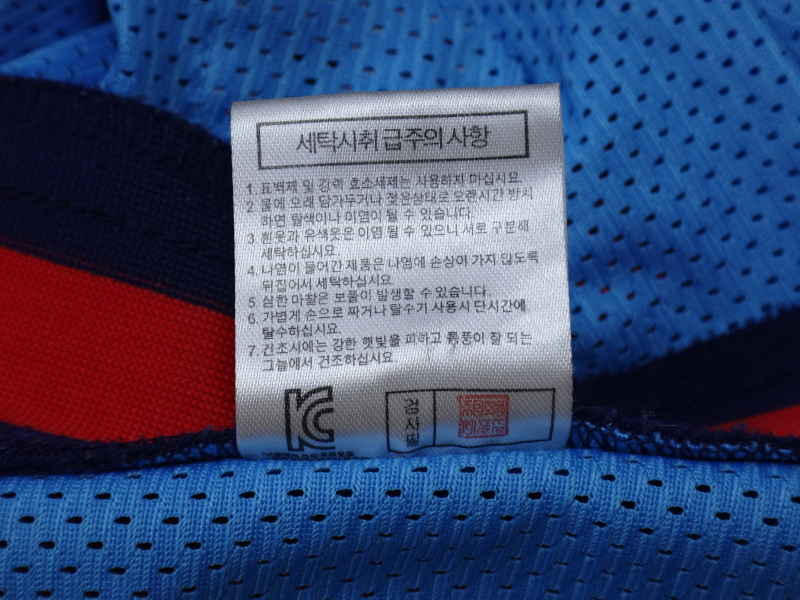 세탁시취 급주의 사항
1. 표백제 및 강력 효소세제는 사용하지 마십시요.
2. 물에 오래 담가두거나 젖은상태로 오랜시간 방치
하면 탈색이나 이염이 될 수 있습니다.
3. 흰옷과 유색옷은 이염 될 수 있으니 서로 구분해
세탁하십시요.
4. 나염이 들어간 제품은 나염에 손상이 가지 않도록
뒤집어서 세탁하십시요.
5. 심한 마찰은 보풀이 발생할 수 있습니다.
6. 가볍게 손으로 짜거나 탈수기 사용시 단시간에
탈수하십시요.
7. 건조시에는 강한 햇빛을 피하고 통풍이 잘 되는
그늘에서 건조하십시요.
KC
검사필